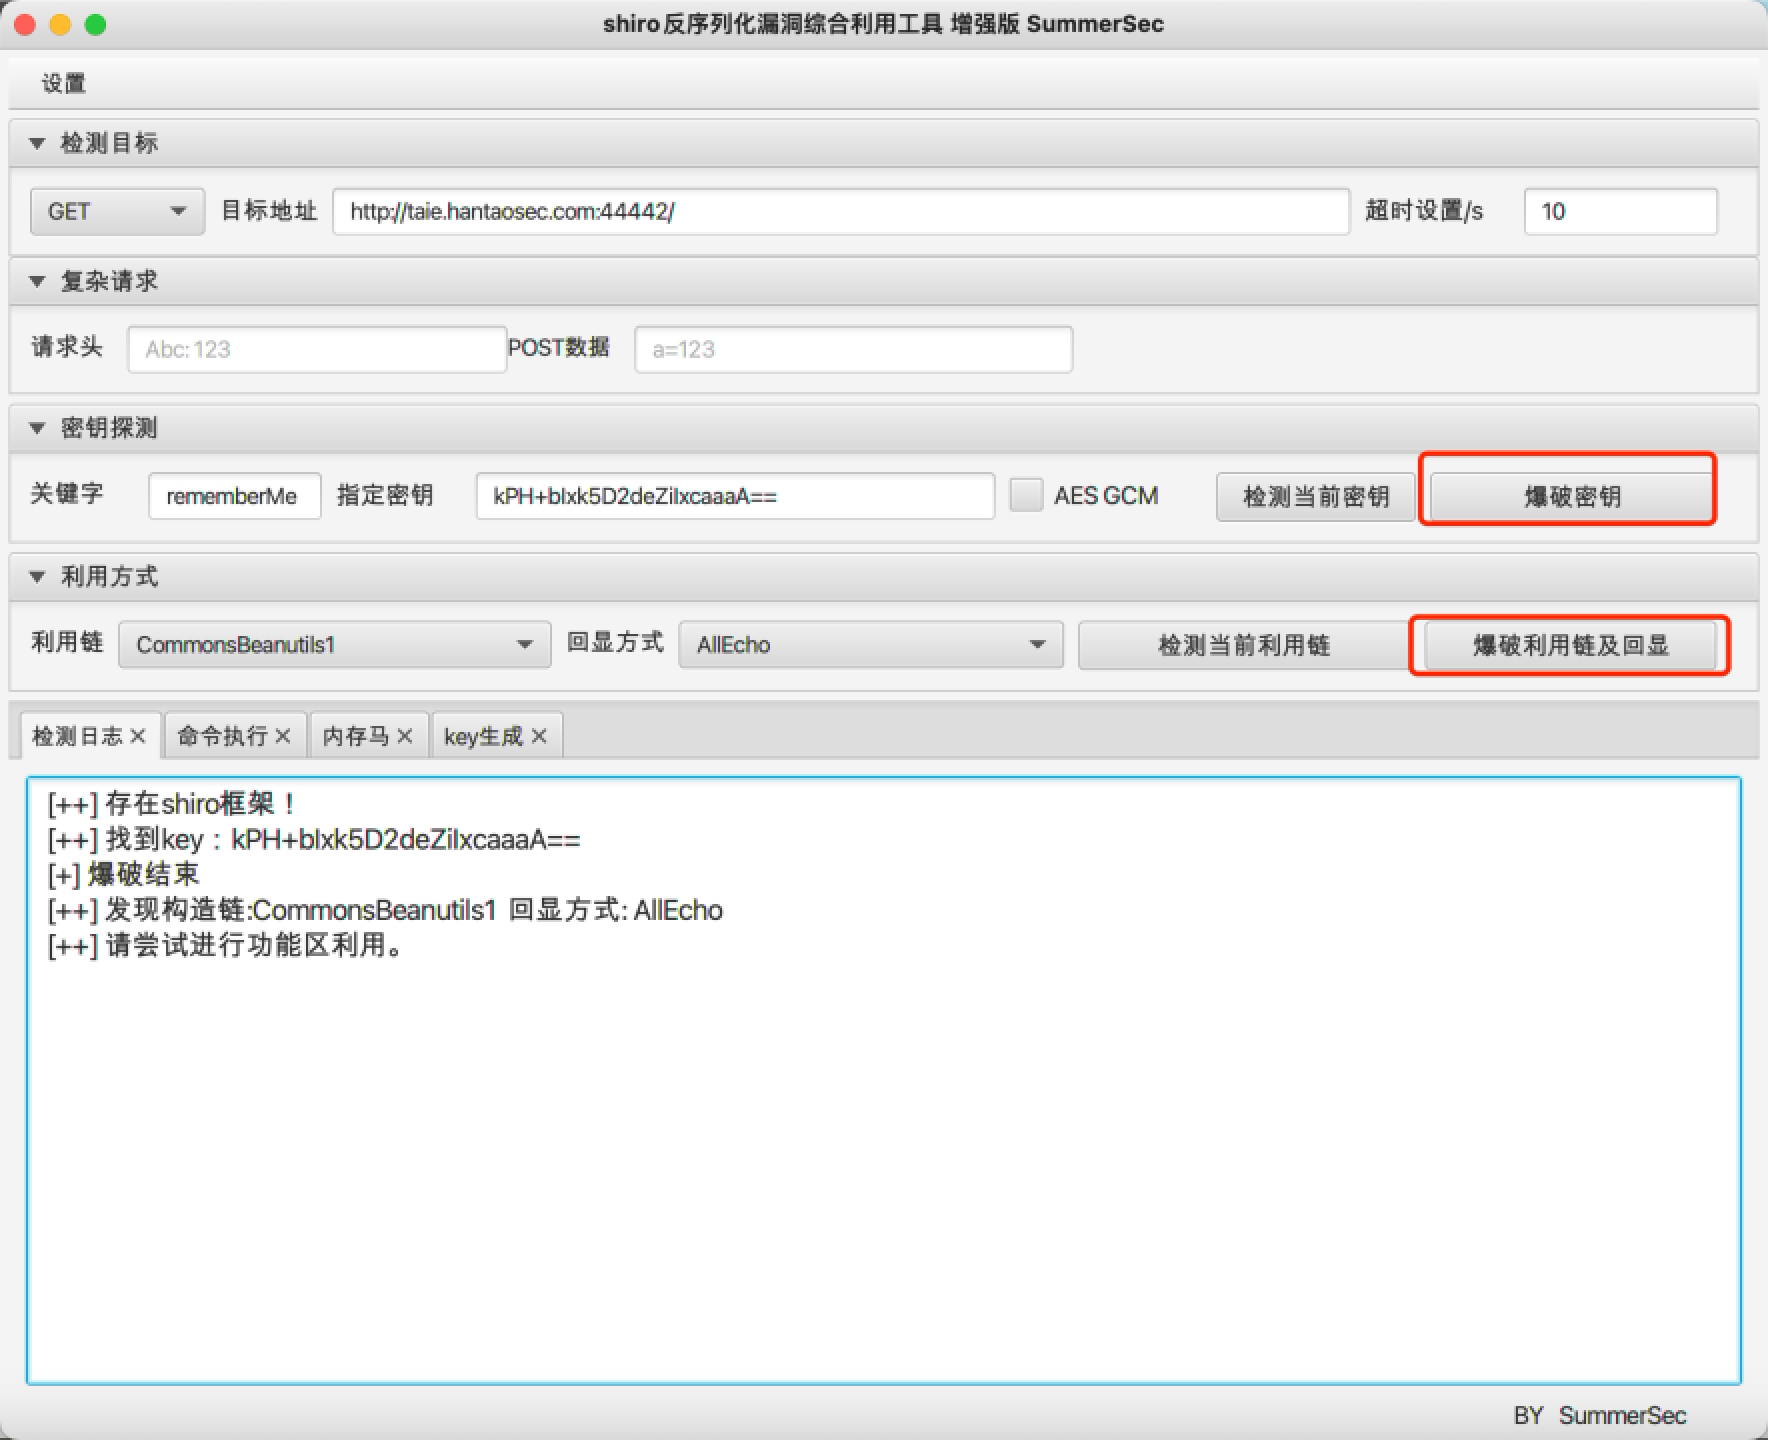 shiro反序列化漏洞综合利用工具 增强版 SummerSec
设置
检测目标
GET 目标地址 http://taie.hantaosec.com:44442/ 超时设置/s 10
复杂请求
请求头 Abc: 123 POST数据 a=123
密钥探测
关键字 rememberMe 指定密钥 kPH+bIxk5D2deZiIxcaaaA== AES GCM 检测当前密钥 爆破密钥
利用方式
利用链 CommonsBeanutils1 回显方式 AllEcho 检测当前利用链 爆破利用链及回显
检测日志 命令执行 内存马 key生成
[++] 存在shiro框架！
[++] 找到key：kPH+bIxk5D2deZiIxcaaaA==
[+] 爆破结束
[++] 发现构造链:CommonsBeanutils1 回显方式: AllEcho
[++] 请尝试进行功能区利用。
BY SummerSec